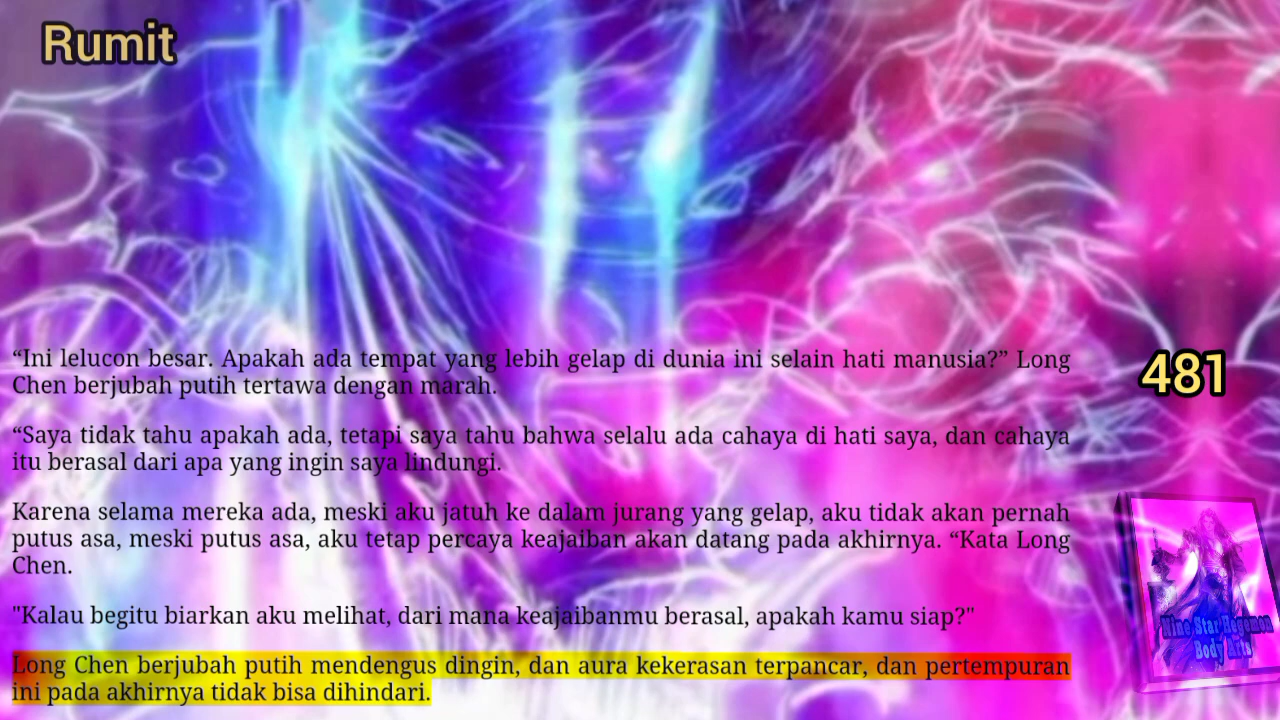 Rumit
“Ini lelucon besar. Apakah ada tempat yang lebih gelap di dunia ini selain hati manusia?” Long
Chen berjubah putih tertawa dengan marah.
“Saya tidak tahu apakah ada, tetapi saya tahu bahwa selalu ada cahaya di hati saya, dan cahaya
itu berasal dari apa yang ingin saya lindungi.
Karena selama mereka ada, meski aku jatuh ke dalam jurang yang gelap, aku tidak akan pernah
putus asa, meski putus asa, aku tetap percaya keajaiban akan datang pada akhirnya. “Kata Long
Chen.
"Kalau begitu biarkan aku melihat, dari mana keajaibanmu berasal, apakah kamu siap?"
Long Chen berjubah putih mendengus dingin, dan aura kekerasan terpancar, dan pertempuran
ini pada akhirnya tidak bisa dihindari.
481
Nine Star Hegemon
Body Arts